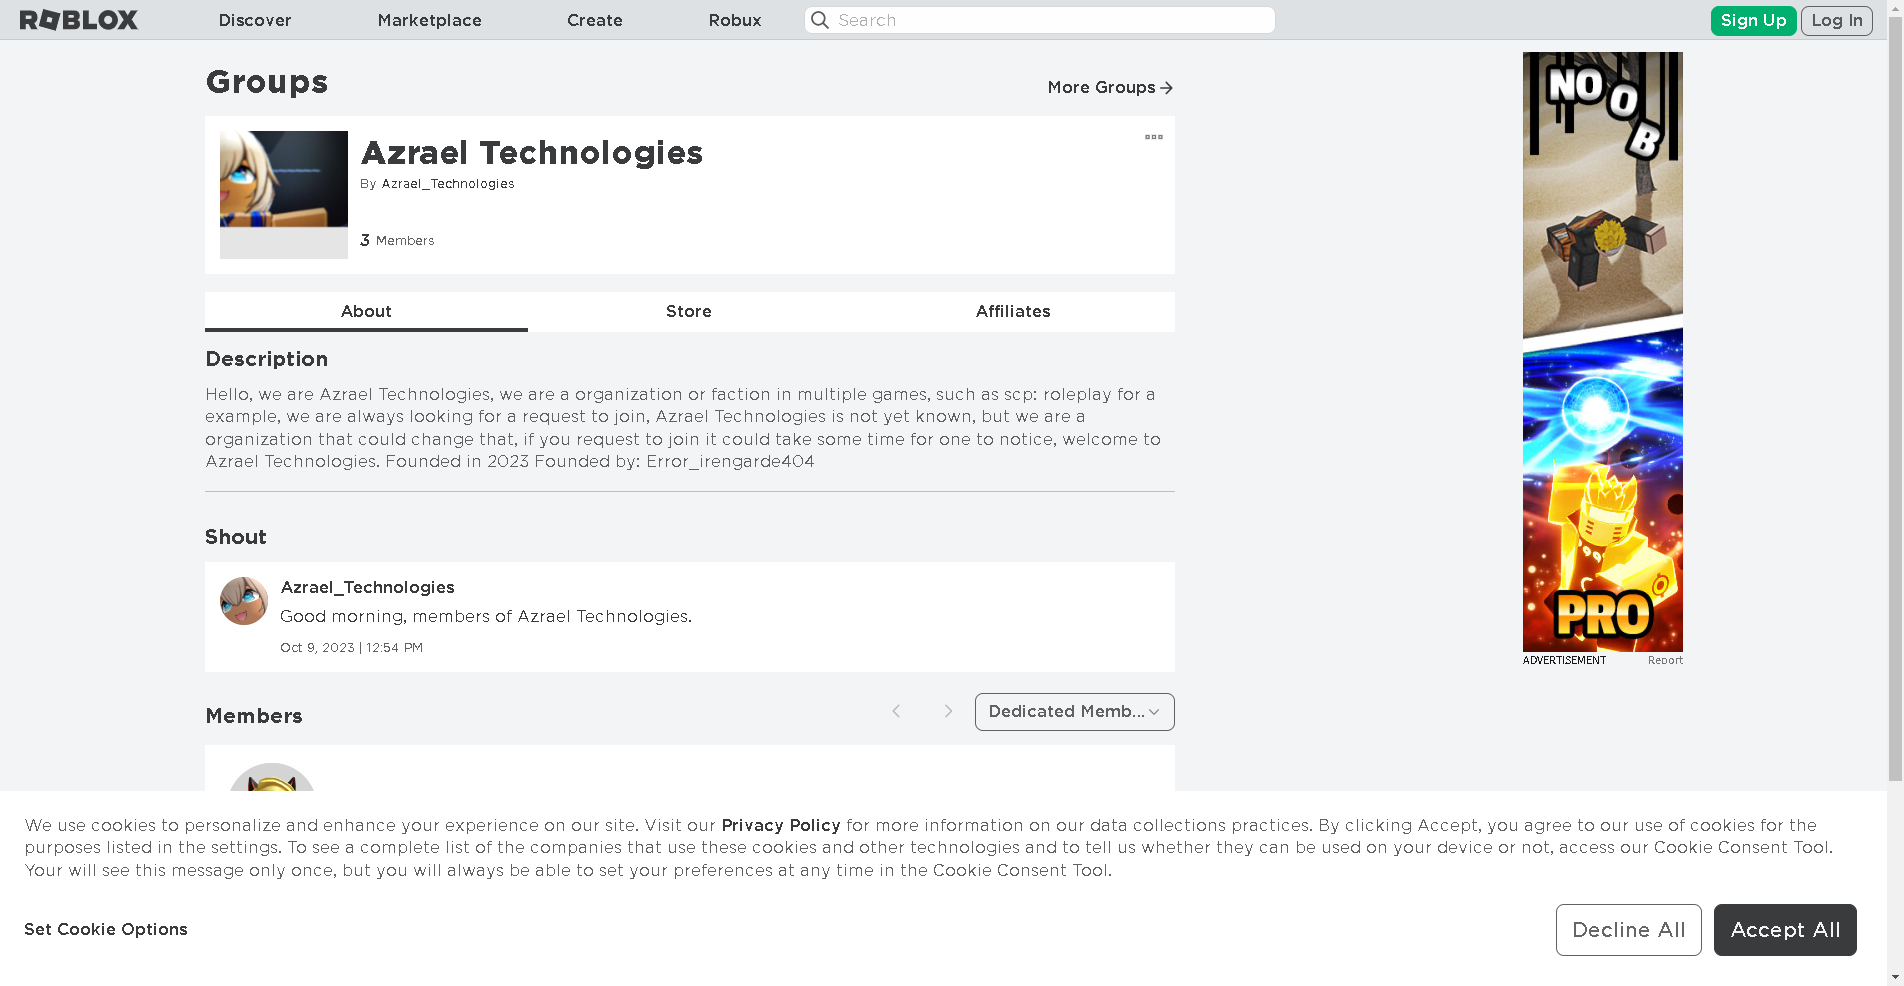 ROBLOX Discover Marketplace Create Robux Search Sign Up Log In
Groups
More Groups
Azrael Technologies
By Azrael_Technologies
3 Members
About Store Affiliates
Description
Hello, we are Azrael Technologies, we are a organization or faction in multiple games, such as scp: roleplay for a
example, we are always looking for a request to join, Azrael Technologies is not yet known, but we are a
organization that could change that, if you request to join it could take some time for one to notice, welcome to
Azrael Technologies. Founded in 2023 Founded by: Error_irengarde404
Shout
Azrael_Technologies
Good morning, members of Azrael Technologies.
Oct 9, 2023 | 12:54 PM
Members
Dedicated Memb...
NOOB
PRO
ADVERTISEMENT Report
We use cookies to personalize and enhance your experience on our site. Visit our Privacy Policy for more information on our data collections practices. By clicking Accept, you agree to our use of cookies for the
purposes listed in the settings. To see a complete list of the companies that use these cookies and other technologies and to tell us whether they can be used on your device or not, access our Cookie Consent Tool.
Your will see this message only once, but you will always be able to set your preferences at any time in the Cookie Consent Tool.
Set Cookie Options
Decline All
Accept All